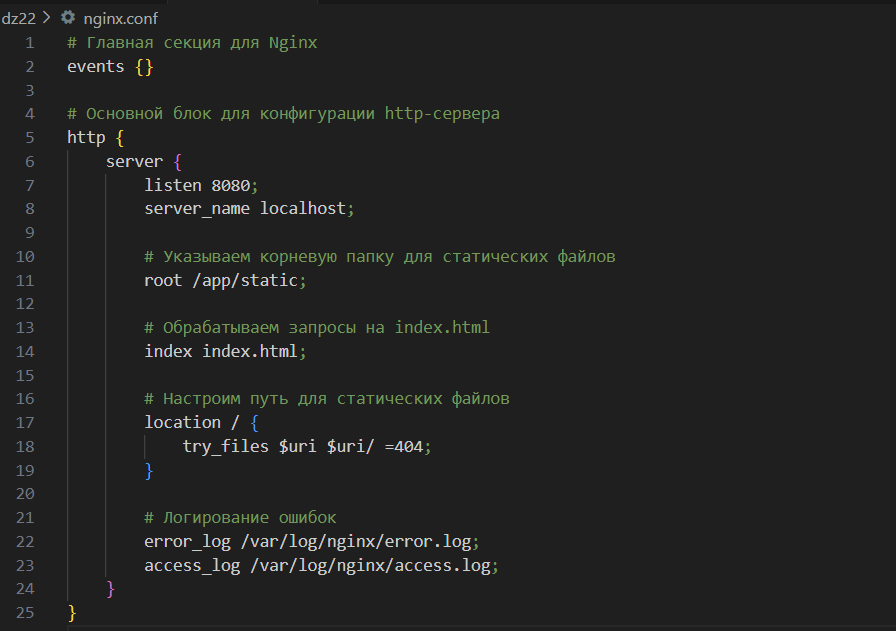 dz22 > nginx.conf
1 # Главная секция для Nginx
2 events {}
3
4 # Основной блок для конфигурации http-сервера
5 http {
6     server {
7         listen 8080;
8         server_name localhost;
9
10         # Указываем корневую папку для статических файлов
11         root /app/static;
12
13         # Обрабатываем запросы на index.html
14         index index.html;
15
16         # Настроим путь для статических файлов
17         location / {
18             try_files $uri $uri/ =404;
19         }
20
21         # Логирование ошибок
22         error_log /var/log/nginx/error.log;
23         access_log /var/log/nginx/access.log;
24     }
25 }